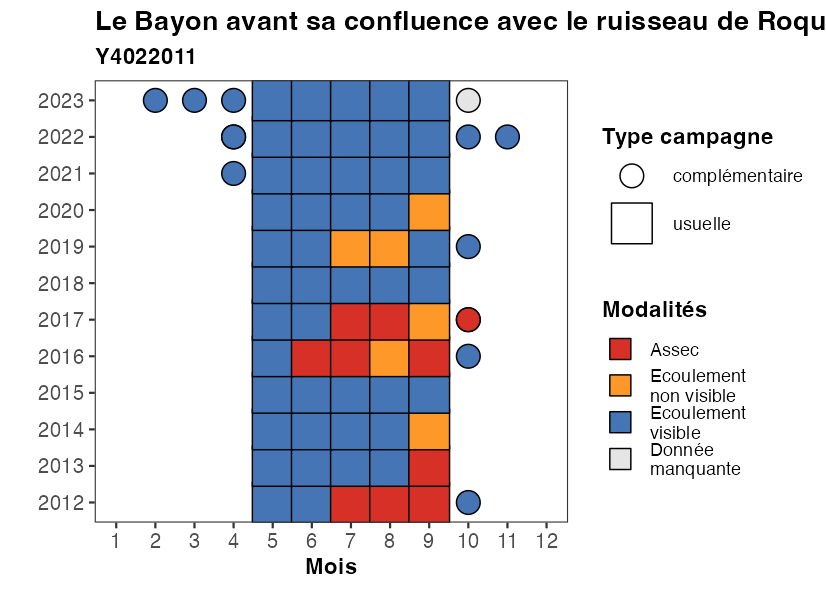 Le Bayon avant sa confluence avec le ruisseau de Roqu
Y4022011
2023
2022
2021
2020
2019
2018
2017
2016
2015
2014
2013
2012
1 2 3 4 5 6 7 8 9 10 11 12
Mois
Type campagne
complémentaire
usuelle
Modalités
Assec
Ecoulement
non visible
Ecoulement
visible
Donnée
manquante